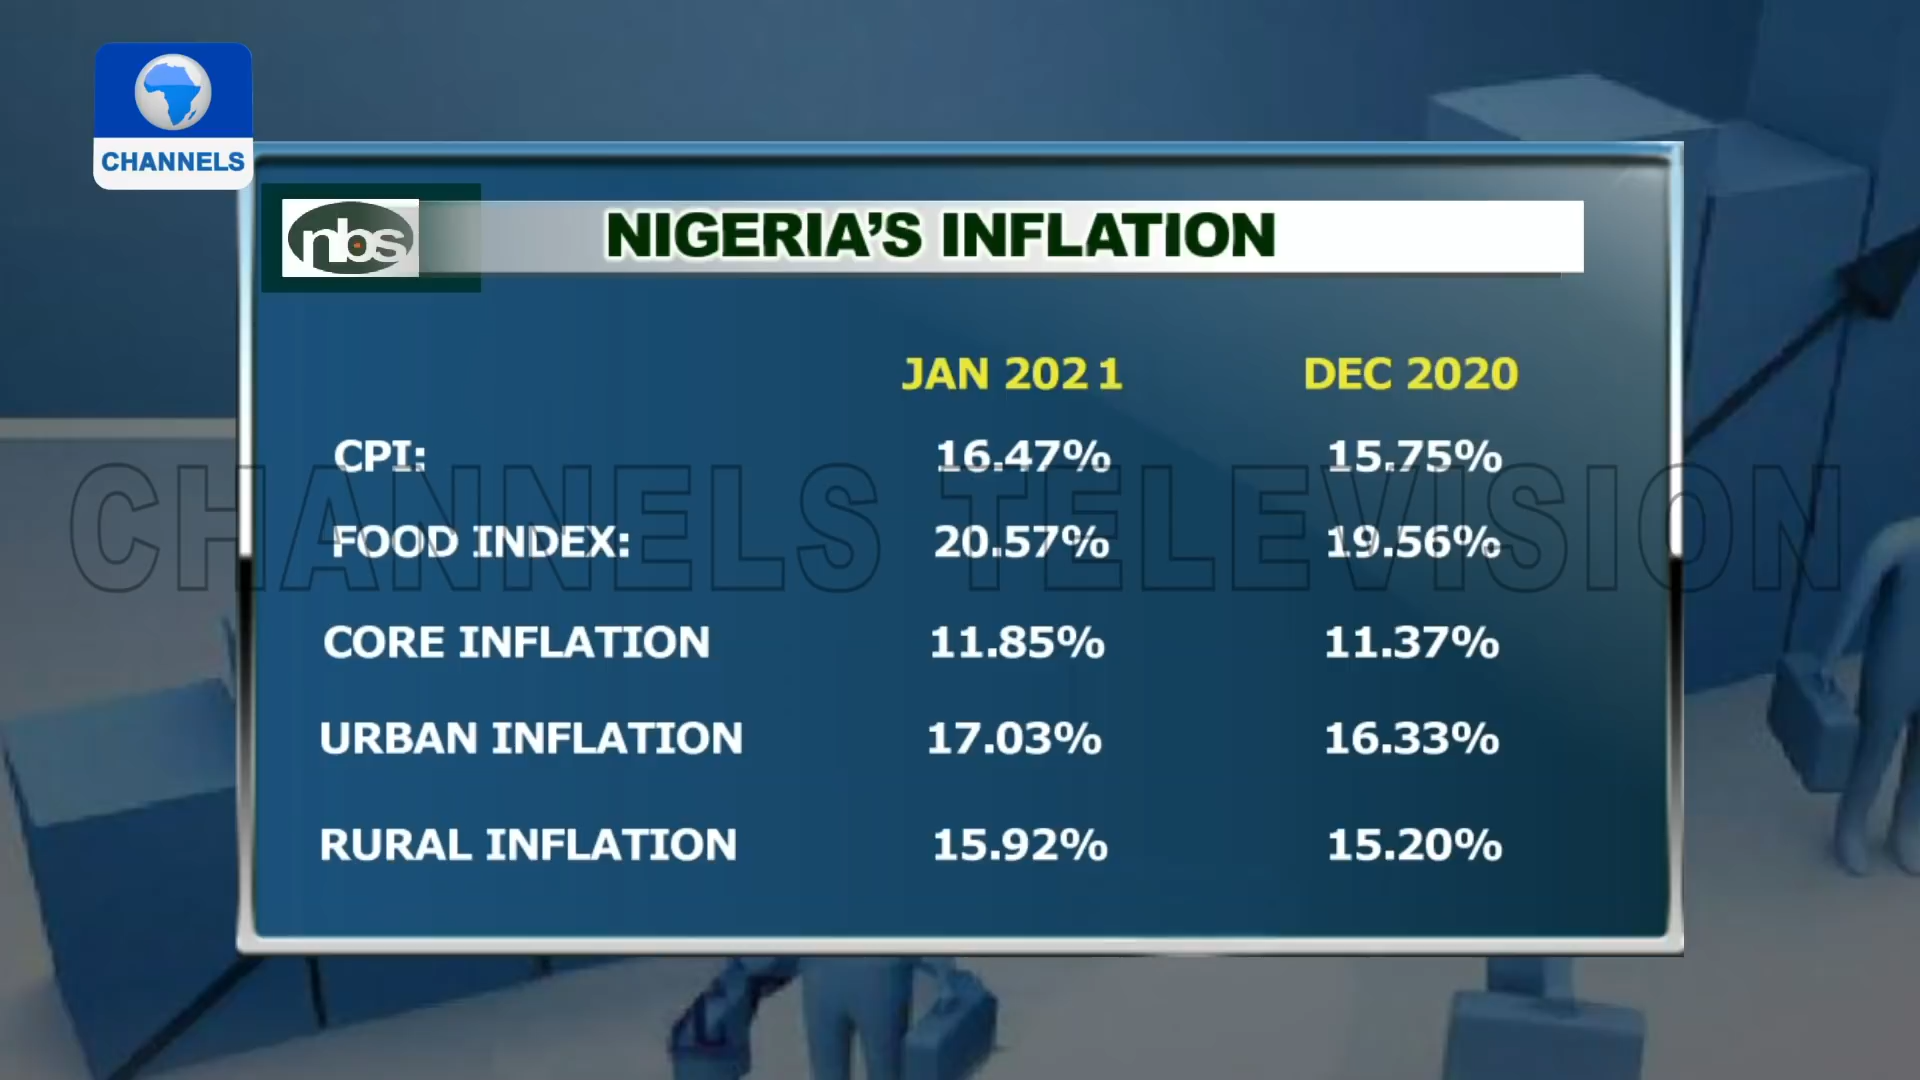 CHANNELS
nbs
NIGERIA'S INFLATION
JAN 2021 DEC 2020
CPI: 16.47% 15.75%
CHANNELS TELEVISION
FOOD INDEX: 20.57% 19.56%
CORE INFLATION 11.85% 11.37%
URBAN INFLATION 17.03% 16.33%
RURAL INFLATION 15.92% 15.20%